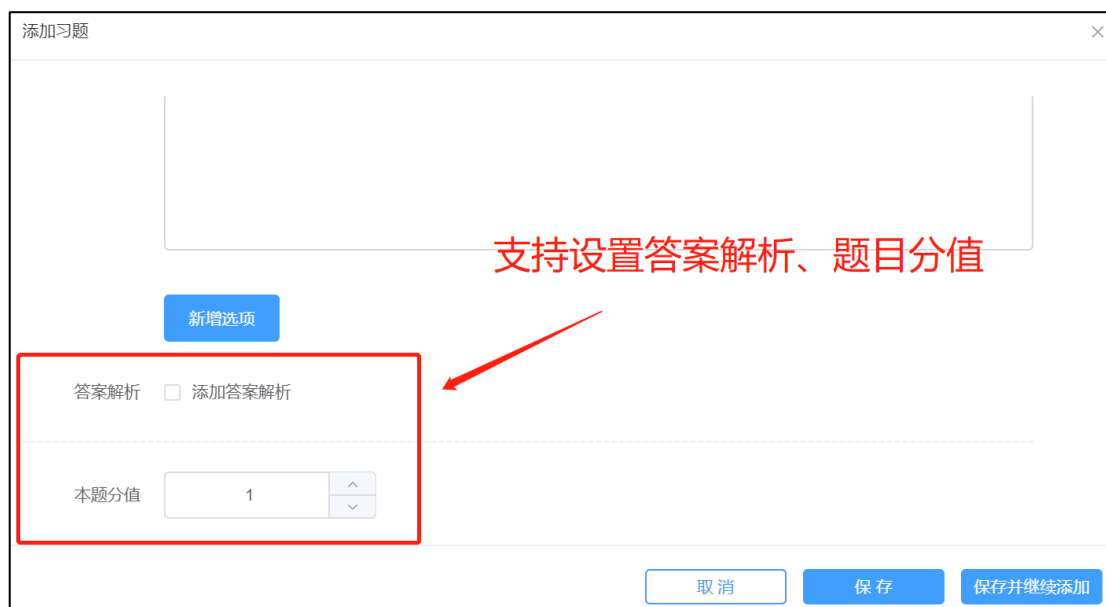 添加习题
支持设置答案解析、题目分值
新增选项
答案解析 添加答案解析
本题分值 1
取消 保存 保存并继续添加